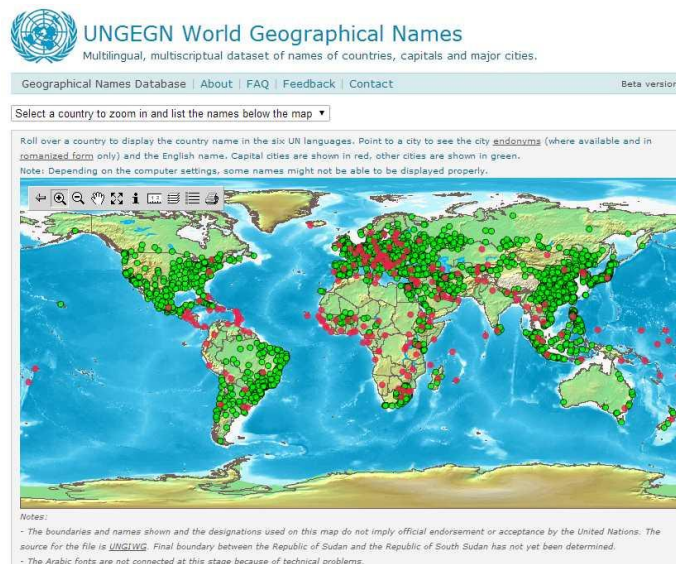 UNGEGN World Geographical Names
Multilingual, multiscriptual dataset of names of countries, capitals and major cities.
Geographical Names Database | About | FAQ | Feedback | Contact
Beta version
Select a country to zoom in and list the names below the map
Roll over a country to display the country name in the six UN languages. Point to a city to see the city endonyms (where available and in
romanized form only) and the English name. Capital cities are shown in red, other cities are shown in green.
Note: Depending on the computer settings, some names might not be able to be displayed properly.
Notes:
- The boundaries and names shown and the designations used on this map do not imply official endorsement or acceptance by the United Nations. The
source for the file is UNGIWG. Final boundary between the Republic of Sudan and the Republic of South Sudan has not yet been determined.
- The Arabic fonts are not connected at this stage because of technical problems.